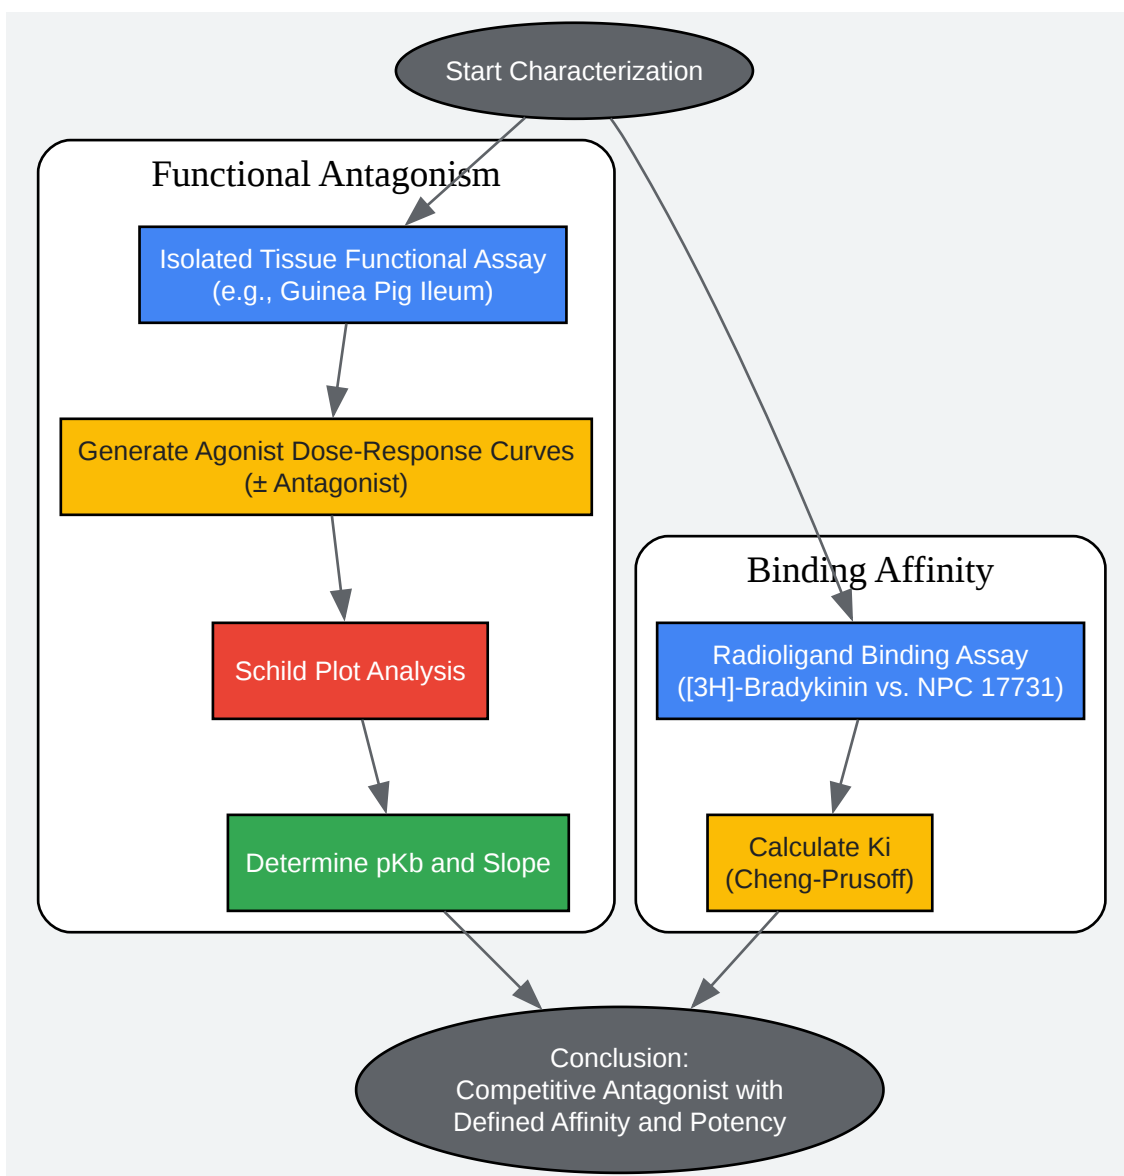 Start Characterization
Functional Antagonism
Isolated Tissue Functional Assay
(e.g., Guinea Pig Ileum)
Generate Agonist Dose-Response Curves
(± Antagonist)
Schild Plot Analysis
Determine pKb and Slope
Binding Affinity
Radioligand Binding Assay
([3H]-Bradykinin vs. NPC 17731)
Calculate Ki
(Cheng-Prusoff)
Conclusion:
Competitive Antagonist with
Defined Affinity and Potency